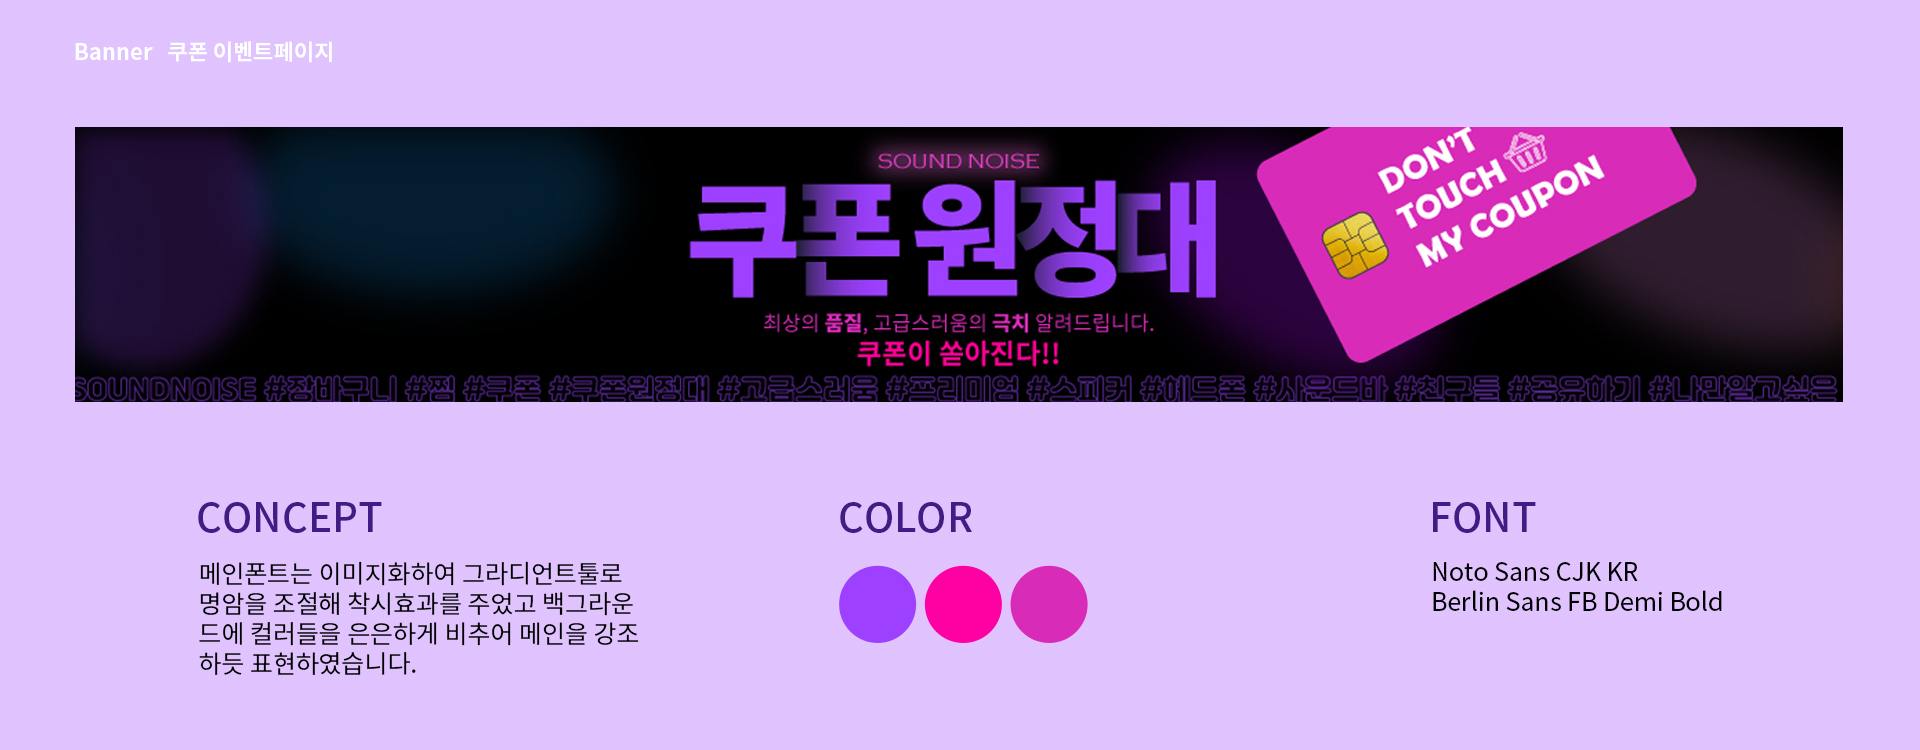 Banner 쿠폰 이벤트페이지
SOUND NOISE
쿠폰 원정대
최상의 품질, 고급스러움의 극치 알려드립니다.
쿠폰이 쏟아진다!!
DON'T
TOUCH
MY COUPON
SOUNDNOISE #장바구니 #찜 #쿠폰 #쿠폰원정대 #고급스러움 #프리미엄 #스피커 #헤드폰 #사운드바 #친구들 #공유하기 #나만알고싶은
CONCEPT
메인폰트는 이미지화하여 그라디언트툴로
명암을 조절해 착시효과를 주었고 백그라운
드에 컬러들을 은은하게 비추어 메인을 강조
하듯 표현하였습니다.
COLOR
FONT
Noto Sans CJK KR
Berlin Sans FB Demi Bold